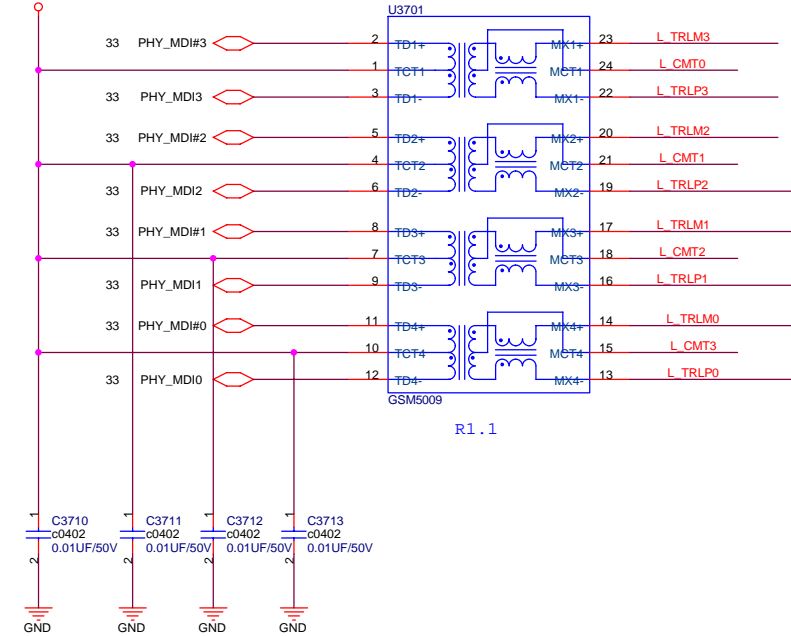 U3701
33 PHY_MDI#3 2 TD1+ MX1+ 23 L_TRLM3
1 TCT1 MCT1 24 L_CMT0
33 PHY_MDI3 3 TD1- MX1- 22 L_TRLP3
33 PHY_MDI#2 5 TD2+ MX2+ 20 L_TRLM2
4 TCT2 MCT2 21 L_CMT1
33 PHY_MDI2 6 TD2- MX2- 19 L_TRLP2
33 PHY_MDI#1 8 TD3+ MX3+ 17 L_TRLM1
7 TCT3 MCT3 18 L_CMT2
33 PHY_MDI1 9 TD3- MX3- 16 L_TRLP1
33 PHY_MDI#0 11 TD4+ MX4+ 14 L_TRLM0
10 TCT4 MCT4 15 L_CMT3
33 PHY_MDI0 12 TD4- MX4- 13 L_TRLP0
GSM5009
R1.1
1 C3710 1 C3711 1 C3712 1 C3713
c0402 c0402 c0402 c0402
0.01UF/50V 0.01UF/50V 0.01UF/50V 0.01UF/50V
2 2 2 2
GND GND GND GND